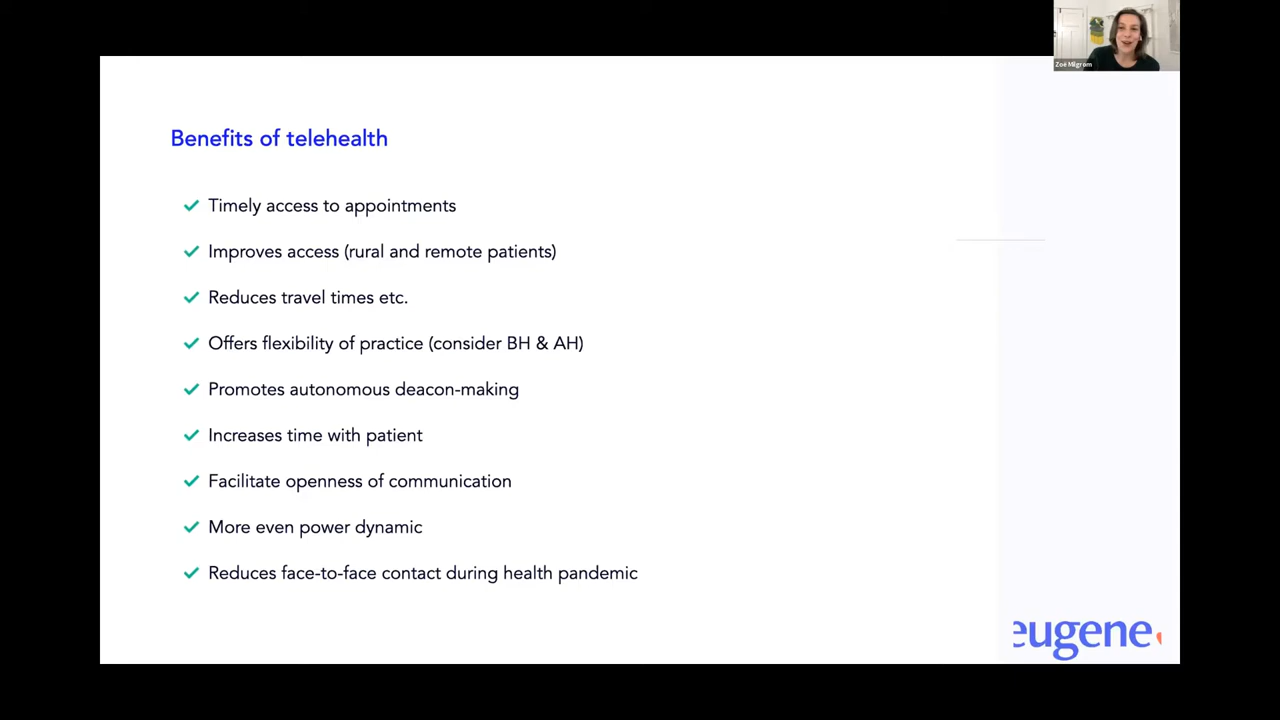 Zoë Milgrom
Benefits of telehealth
Timely access to appointments
Improves access (rural and remote patients)
Reduces travel times etc.
Offers flexibility of practice (consider BH & AH)
Promotes autonomous deacon-making
Increases time with patient
Facilitate openness of communication
More even power dynamic
Reduces face-to-face contact during health pandemic
eugene